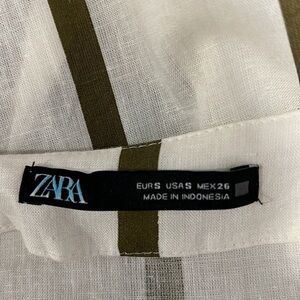 ZARA
EUR S USA S MEX 26
MADE IN INDONESIA